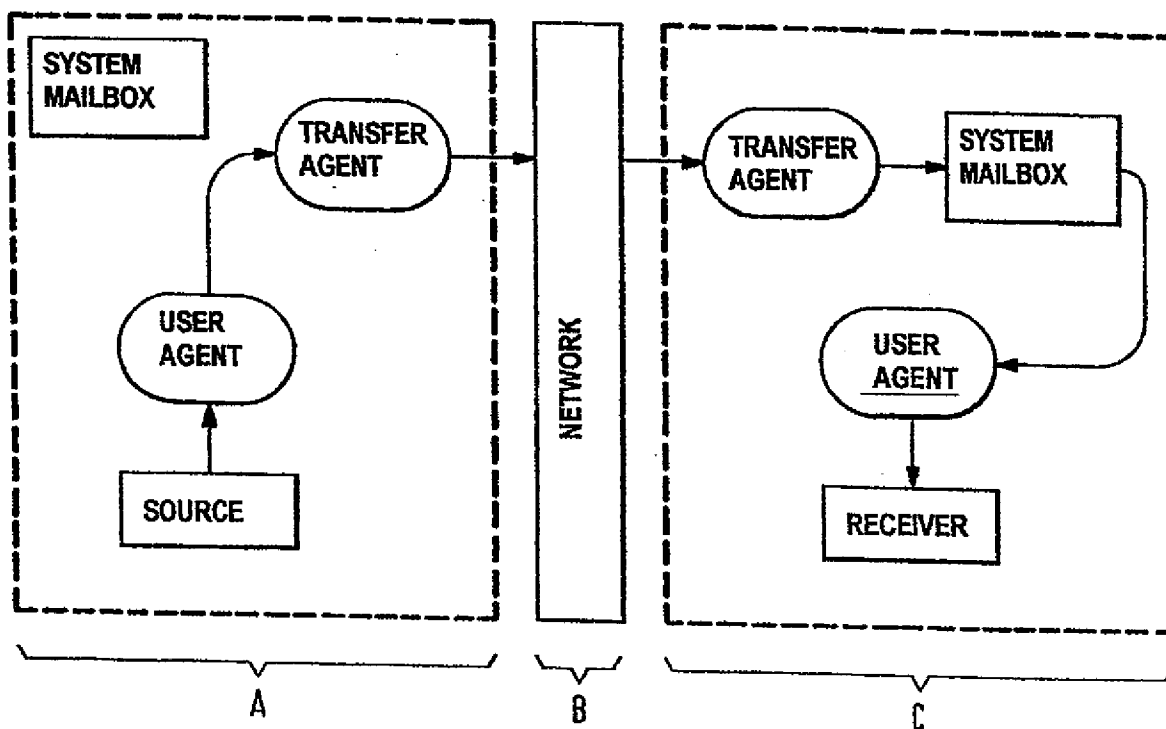 SYSTEM
MAILBOX
TRANSFER
AGENT
USER
AGENT
SOURCE
NETWORK
TRANSFER
AGENT
SYSTEM
MAILBOX
USER
AGENT
RECEIVER
A
B
C